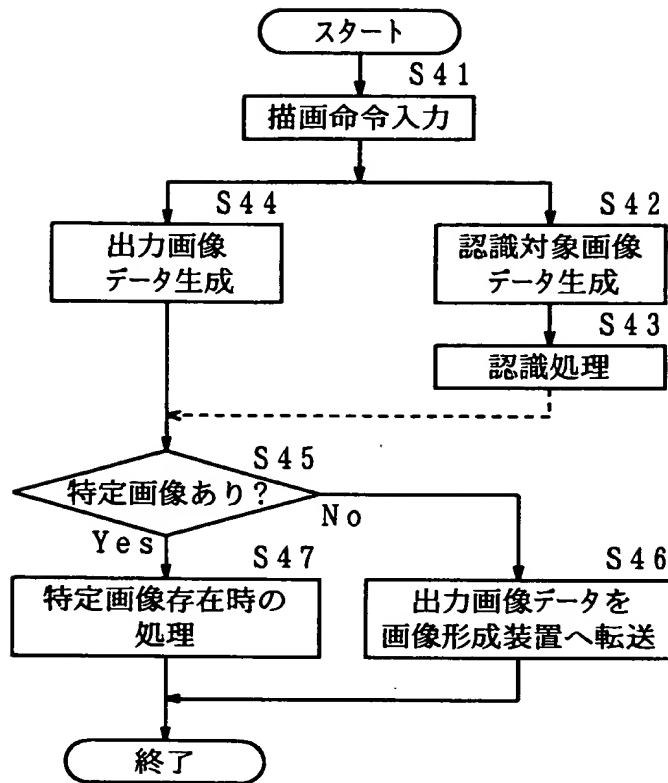 スタート
S41
描画命令入力
S44
出力画像
データ生成
S42
認識対象画像
データ生成
S43
認識処理
S45
特定画像あり?
Yes
No
S47
特定画像存在時の
処理
S46
出力画像データを
画像形成装置へ転送
終了